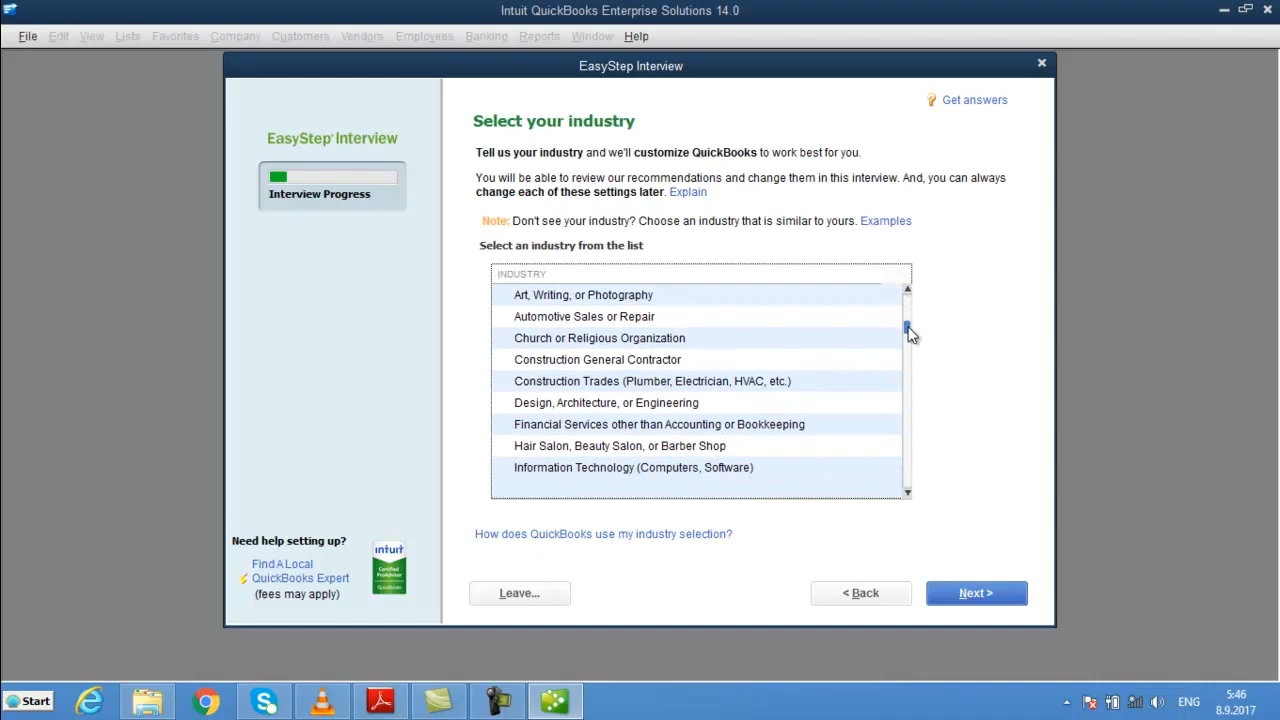 Intuit QuickBooks Enterprise Solutions 14.0
File Edit View Lists Favorites Company Customers Vendors Employees Banking Reports Window Help
EasyStep Interview
Get answers
EasyStep Interview
Interview Progress
Select your industry
Tell us your industry and we'll customize QuickBooks to work best for you.
You will be able to review our recommendations and change them in this interview. And, you can always
change each of these settings later. Explain
Note: Don't see your industry? Choose an industry that is similar to yours. Examples
Select an industry from the list
INDUSTRY
Art, Writing, or Photography
Automotive Sales or Repair
Church or Religious Organization
Construction General Contractor
Construction Trades (Plumber, Electrician, HVAC, etc.)
Design, Architecture, or Engineering
Financial Services other than Accounting or Bookkeeping
Hair Salon, Beauty Salon, or Barber Shop
Information Technology (Computers, Software)
How does QuickBooks use my industry selection?
Need help setting up?
Find A Local
QuickBooks Expert
(fees may apply)
intuit
Certified
ProAdvisor
QuickBooks
Leave...
< Back
Next >
Start
ENG
5:46
8.9.2017